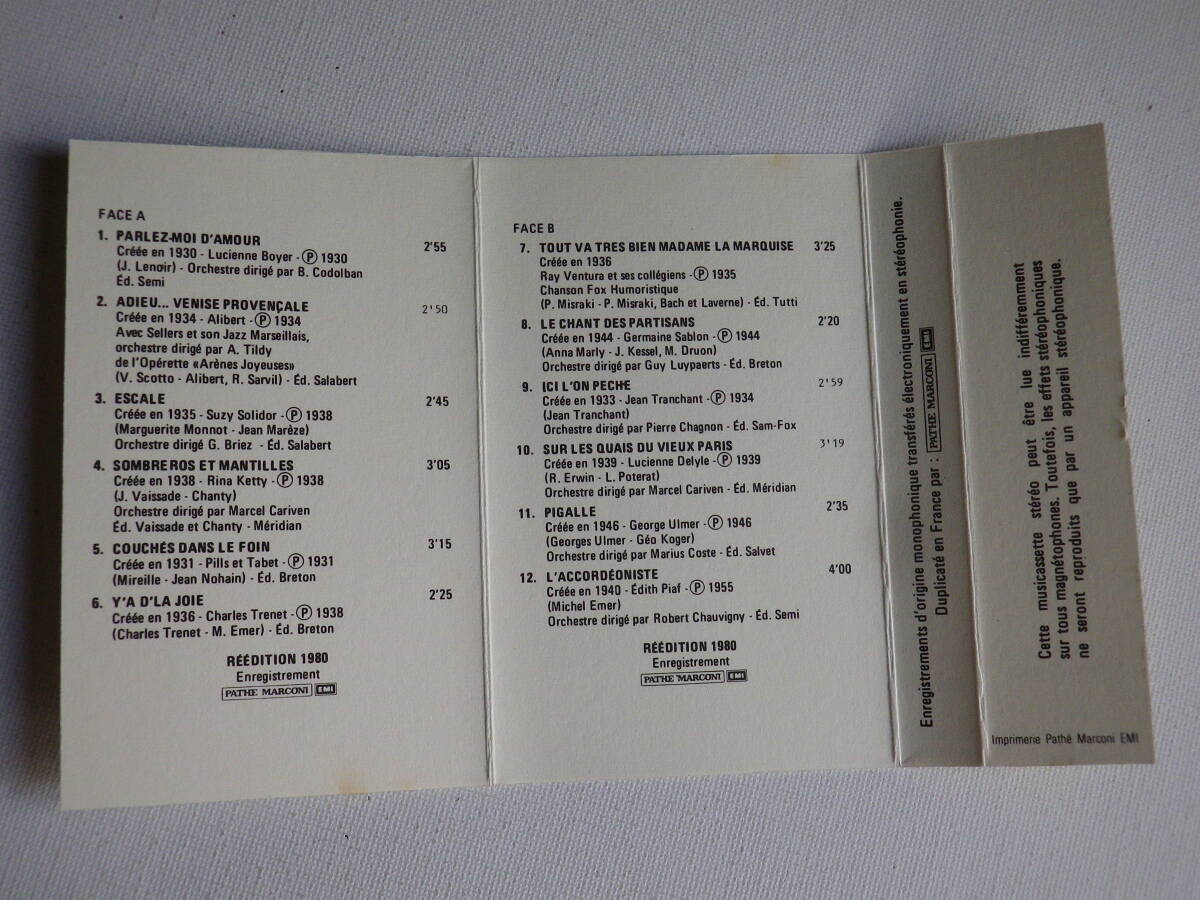 FACE A
1. PARLEZ-MOI D'AMOUR 2'55
Créée en 1930 - Lucienne Boyer - Ⓟ 1930
(J. Lenoir) - Orchestre dirigé par B. Codolban
Éd. Semi
2. ADIEU... VENISE PROVENÇALE 2'50
Créée en 1934 - Alibert - Ⓟ 1934
Avec Sellers et son Jazz Marseillais,
orchestre dirigé par A. Tildy
de l'Opérette «Arènes Joyeuses»
(V. Scotto - Alibert, R. Sarvil) - Éd. Salabert
3. ESCALE 2'45
Créée en 1935 - Suzy Solidor - Ⓟ 1938
(Marguerite Monnot - Jean Marèze)
Orchestre dirigé G. Briez - Éd. Salabert
4. SOMBREROS ET MANTILLES 3'05
Créée en 1938 - Rina Ketty - Ⓟ 1938
(J. Vaissade - Chanty)
Orchestre dirigé par Marcel Cariven
Éd. Vaissade et Chanty - Méridian
5. COUCHÉS DANS LE FOIN 3'15
Créée en 1931 - Pills et Tabet - Ⓟ 1931
(Mireille - Jean Nohain) - Éd. Breton
6. Y'A D'LA JOIE 2'25
Créée en 1936 - Charles Trenet - Ⓟ 1938
(Charles Trenet - M. Emer) - Éd. Breton
RÉÉDITION 1980
Enregistrement
PATHE MARCONI EMI
FACE B
7. TOUT VA TRES BIEN MADAME LA MARQUISE 3'25
Créée en 1936
Ray Ventura et ses collégiens - Ⓟ 1935
Chanson Fox Humoristique
(P. Misraki - P. Misraki, Bach et Laverne) - Éd. Tutti
8. LE CHANT DES PARTISANS 2'20
Créée en 1944 - Germaine Sablon - Ⓟ 1944
(Anna Marly - J. Kessel, M. Druon)
Orchestre dirigé par Guy Luypaerts - Éd. Breton
9. ICI L'ON PECHE 2'59
Créée en 1933 - Jean Tranchant - Ⓟ 1934
(Jean Tranchant)
Orchestre dirigé par Pierre Chagnon - Éd. Sam-Fox
10. SUR LES QUAIS DU VIEUX PARIS 3'19
Créée en 1939 - Lucienne Delyle - Ⓟ 1939
(R. Erwin - L. Poterat)
Orchestre dirigé par Marcel Cariven - Éd. Méridian
11. PIGALLE 2'35
Créée en 1946 - George Ulmer - Ⓟ 1946
(Georges Ulmer - Géo Koger)
Orchestre dirigé par Marius Coste - Éd. Salvet
12. L'ACCORDÉONISTE 4'00
Créée en 1940 - Édith Piaf - Ⓟ 1955
(Michel Emer)
Orchestre dirigé par Robert Chauvigny - Éd. Semi
RÉÉDITION 1980
Enregistrement
PATHE MARCONI EMI
Enregistrements d'origine monophonique transférés électroniquement en stéréophonie.
Duplicaté en France par : PATHE MARCONI EMI
Cette musicassette stéréo peut être lue indifféremment
sur tous magnétophones. Toutefois, les effets stéréophoniques
ne seront reproduits que par un appareil stéréophonique.
Imprimerie Pathé Marconi EMI